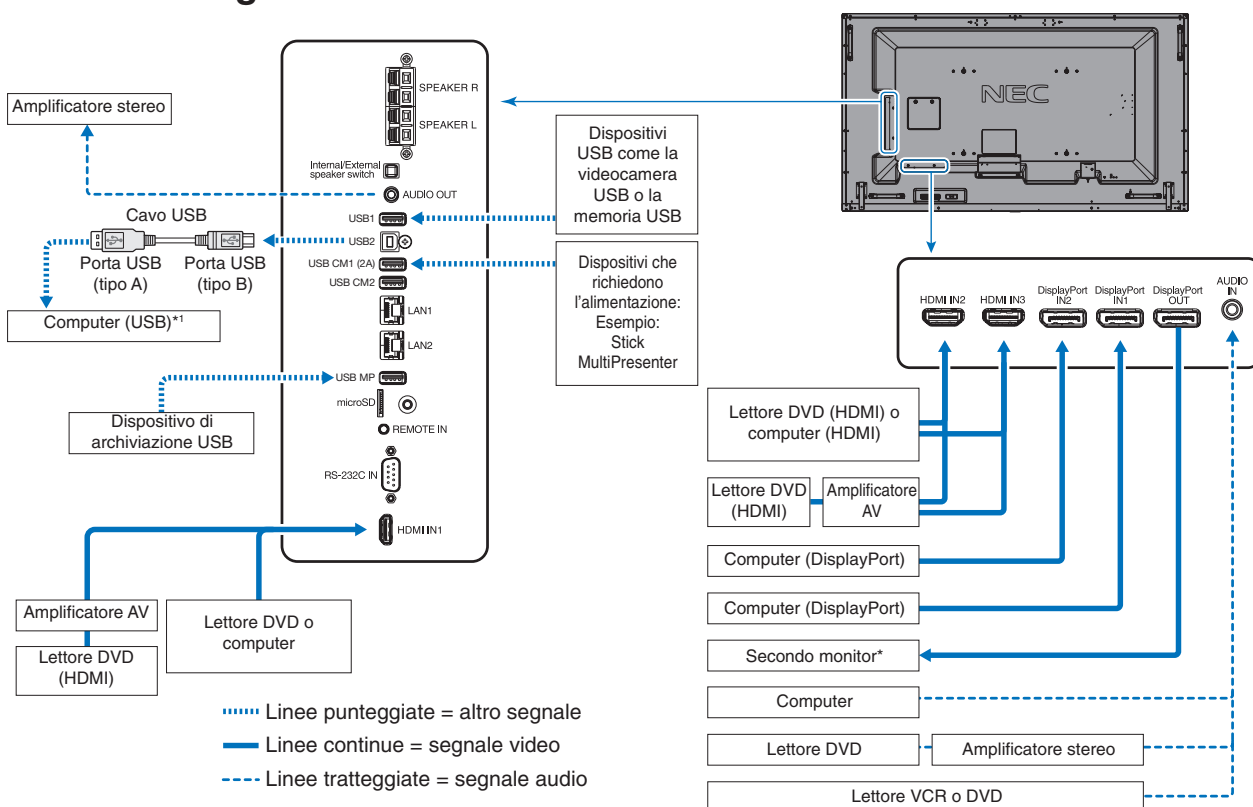 g
SPEAKER R
SPEAKER L
Internal/External
speaker switch
AUDIO OUT
USB1
USB2
USB CM1 (2A)
USB CM2
LAN1
LAN2
USB MP
microSD
REMOTE IN
RS-232C IN
HDMI IN1
Amplificatore stereo
Cavo USB
Porta USB
(tipo A)
Porta USB
(tipo B)
Computer (USB)*1
Dispositivo di
archiviazione USB
Amplificatore AV
Lettore DVD
(HDMI)
Lettore DVD o
computer
Dispositivi
USB come la
videocamera
USB o la
memoria USB
Dispositivi che
richiedono
l'alimentazione:
Esempio:
Stick
MultiPresenter
NEC
HDMI IN2
HDMI IN3
DisplayPort
IN2
DisplayPort
IN1
DisplayPort
OUT
AUDIO
IN
Lettore DVD (HDMI) o
computer (HDMI)
Lettore DVD
(HDMI)
Amplificatore
AV
Computer (DisplayPort)
Computer (DisplayPort)
Secondo monitor*
Computer
Lettore DVD
Amplificatore stereo
Lettore VCR o DVD
Linee punteggiate = altro segnale
Linee continue = segnale video
Linee tratteggiate = segnale audio